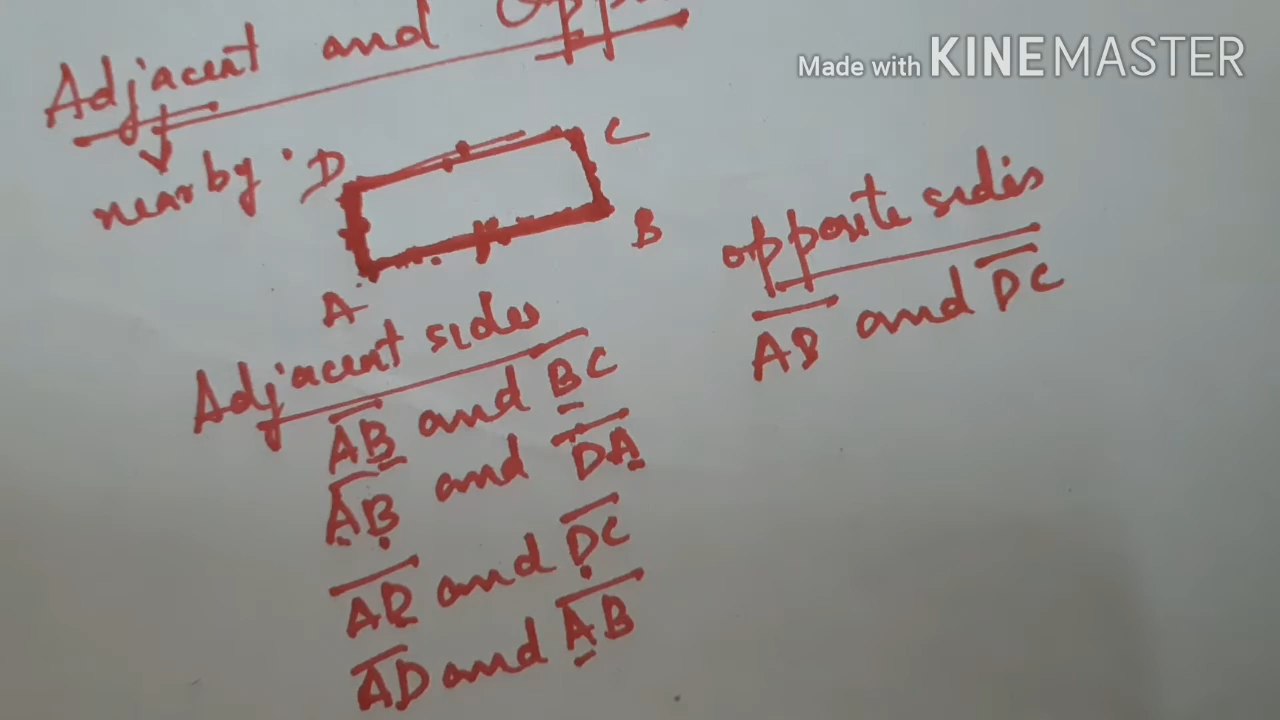 Adjacent and Opp
Made with KINEMASTER
nearby
D
C
B
A
opposite sides
AB and DC
Adjacent sides
AB and BC
AB and DA
and DC
AD and AB